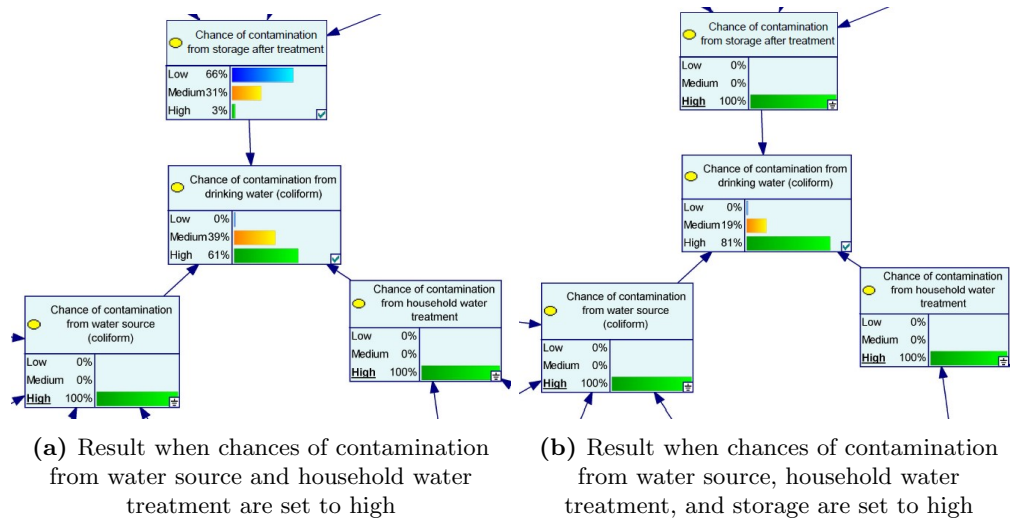 Chance of contamination
from storage after treatment
Low 66%
Medium 31%
High 3%
Chance of contamination from
drinking water (coliform)
Low 0%
Medium 39%
High 61%
Chance of contamination
from water source
(coliform)
Low 0%
Medium 0%
High 100%
Chance of contamination
from household water
treatment
Low 0%
Medium 0%
High 100%
(a) Result when chances of contamination
from water source and household water
treatment are set to high
Chance of contamination
from storage after treatment
Low 0%
Medium 0%
High 100%
Chance of contamination from
drinking water (coliform)
Low 0%
Medium 19%
High 81%
Chance of contamination
from water source
(coliform)
Low 0%
Medium 0%
High 100%
Chance of contamination
from household water
treatment
Low 0%
Medium 0%
High 100%
(b) Result when chances of contamination
from water source, household water
treatment, and storage are set to high